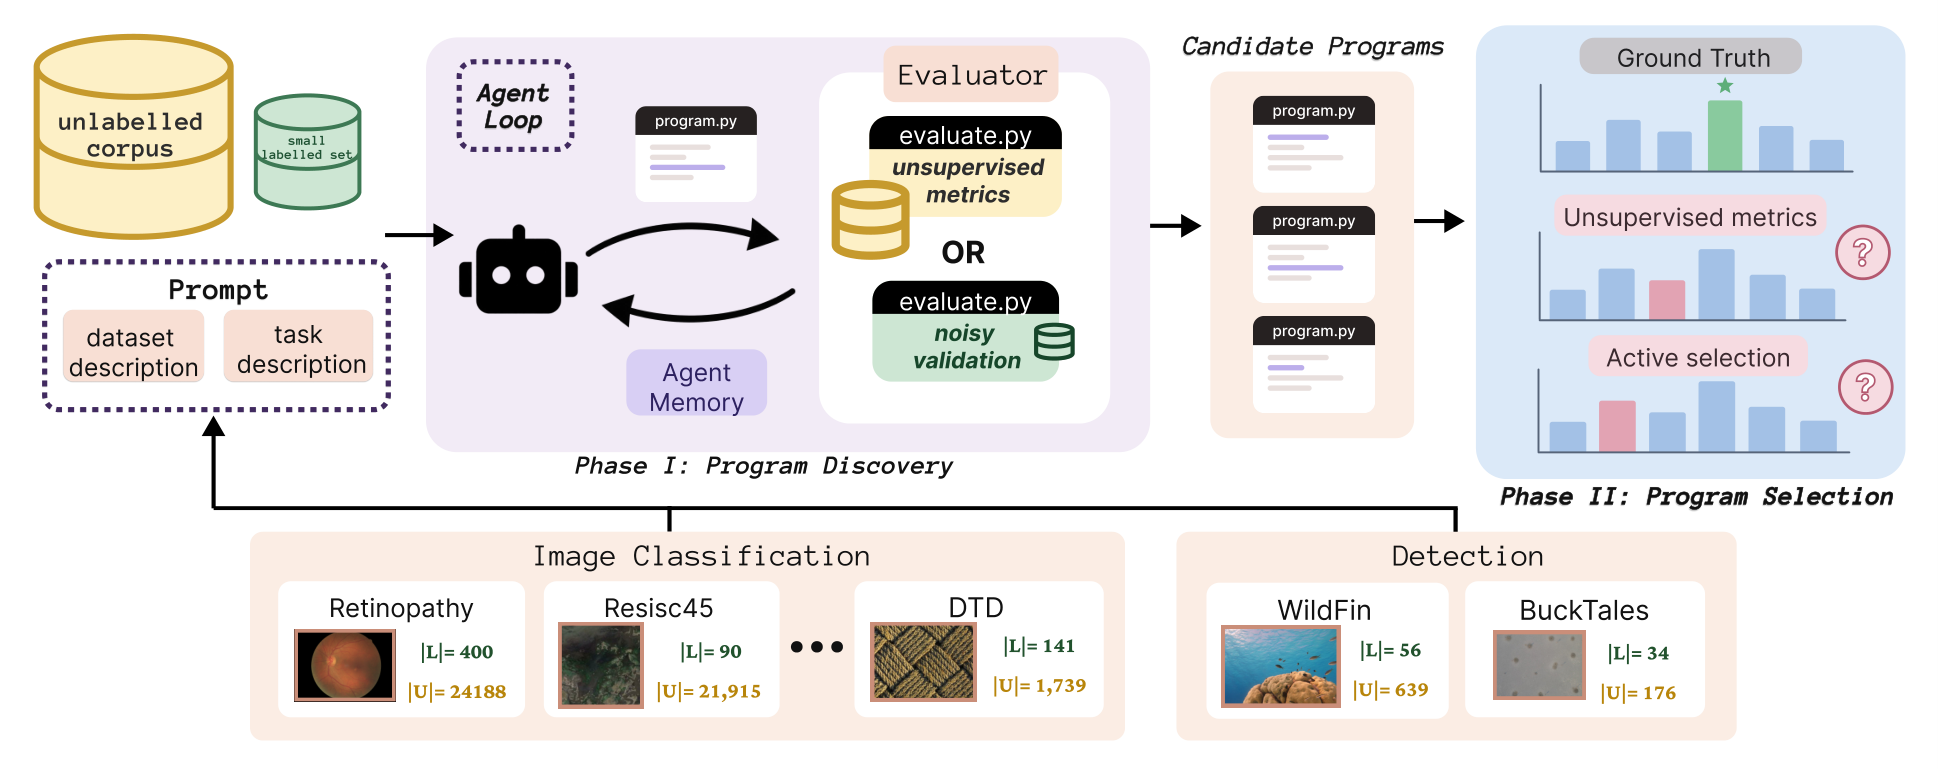 unlabelled
corpus
small
labelled set
Prompt
dataset
description
task
description
Agent
Loop
program.py
Agent
Memory
Evaluator
evaluate.py
unsupervised
metrics
OR
evaluate.py
noisy
validation
Phase I: Program Discovery
Candidate Programs
program.py
program.py
program.py
Ground Truth
Unsupervised metrics
?
Active selection
?
Phase II: Program Selection
Image Classification
Retinopathy
|L|= 400
|U|= 24188
Resisc45
|L|= 90
|U|= 21,915
DTD
|L|= 141
|U|= 1,739
Detection
WildFin
|L|= 56
|U|= 639
BuckTales
|L|= 34
|U|= 176